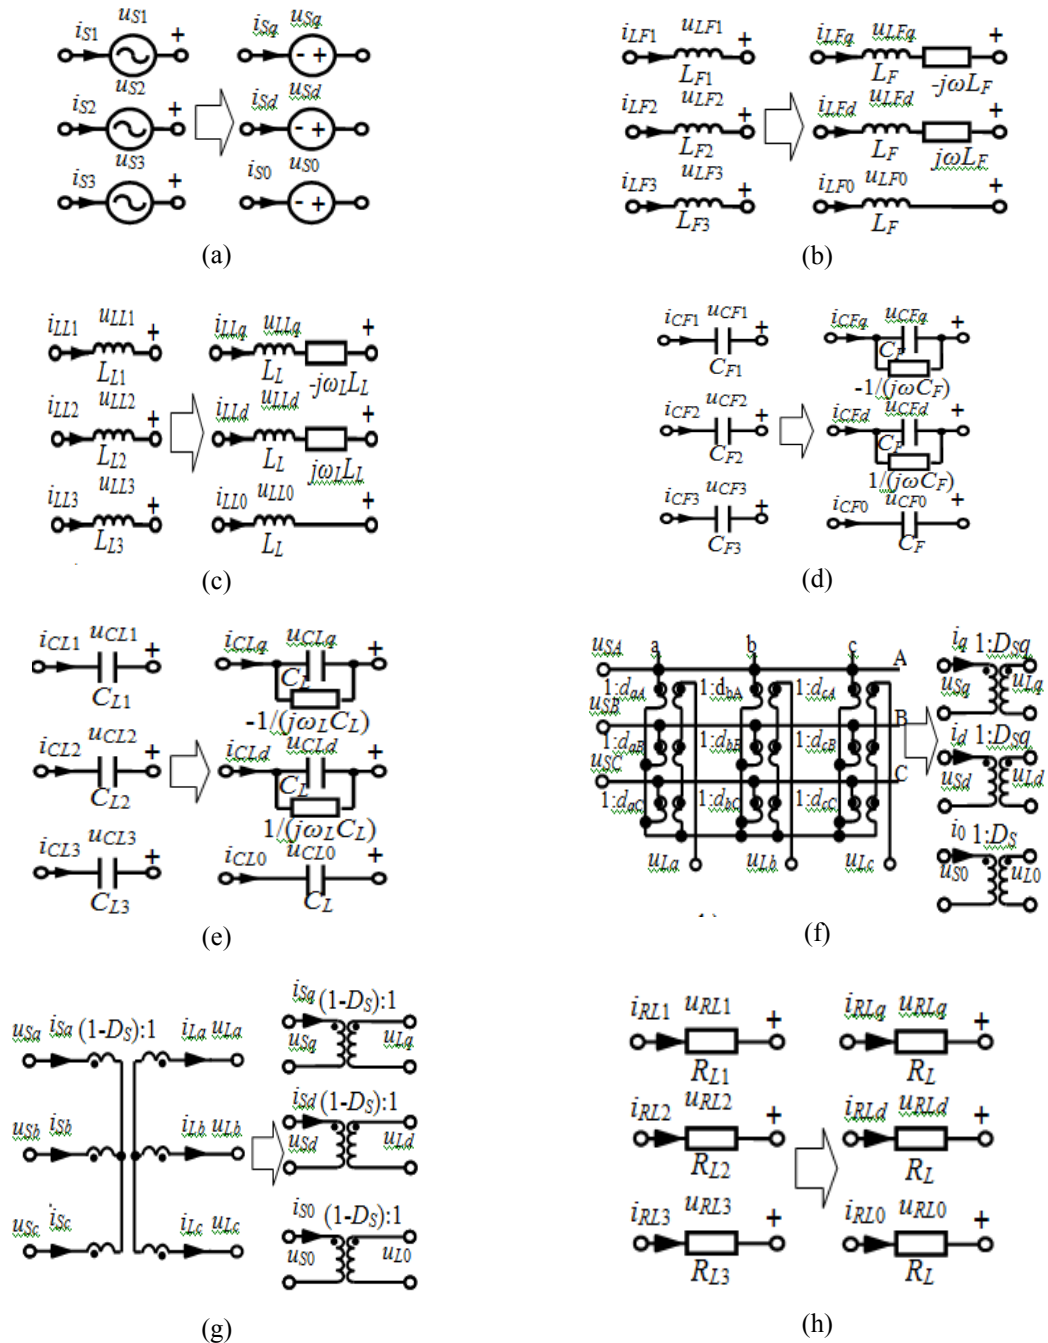 uS1 uSq
iS1 + iSq
- +
uS2 uSd
iS2 + iSd
- +
uS3 uS0
iS3 + iS0
- +
(a)
uLF1 uLFq
iLF1 + iLFq +
LF1 LF -jωLF
uLF2 uLFd
iLF2 + iLFd +
LF2 LF jωLF
uLF3 uLF0
iLF3 + iLF0 +
LF3 LF
(b)
iLL1 uLL1 + iLLq uLLq +
LL1 LL -jωLLL
iLL2 uLL2 + iLLd uLLd +
LL2 LL jωLLL
iLL3 uLL3 + iLL0 uLL0 +
LL3 LL
(c)
iCF1 uCF1 + iCFq uCFq +
CF1 CF
-1/(jωCF)
iCF2 uCF2 + iCFd uCFd +
CF2 CF
1/(jωCF)
iCF3 uCF3 + iCF0 uCF0 +
CF3 CF
(d)
iCL1 uCL1 + iCLq uCLq +
CL1 CL
-1/(jωLCL)
iCL2 uCL2 + iCLd uCLd +
CL2 CL
1/(jωLCL)
iCL3 uCL3 + iCL0 uCL0 +
CL3 CL
(e)
uSA a b c A
1:daA 1:dbA 1:dcA
uSB B
1:daB 1:dbB 1:dcB
uSC C
1:daC 1:dbC 1:dcC
uLa uLb uLc
iq 1:DSq
uSq uLq
id 1:DSq
uSd uLd
i0 1:DS
uS0 uL0
(f)
uSa iSa (1-DS):1 iLa uLa
uSb iSb iLb uLb
uSc iSc iLc uLc
iSq (1-DS):1
uSq uLq
iSd (1-DS):1
uSd uLd
iS0 (1-DS):1
uS0 uL0
(g)
iRL1 uRL1 + iRLq uRLq +
RL1 RL
iRL2 uRL2 + iRLd uRLd +
RL2 RL
iRL3 uRL3 + iRL0 uRL0 +
RL3 RL
(h)